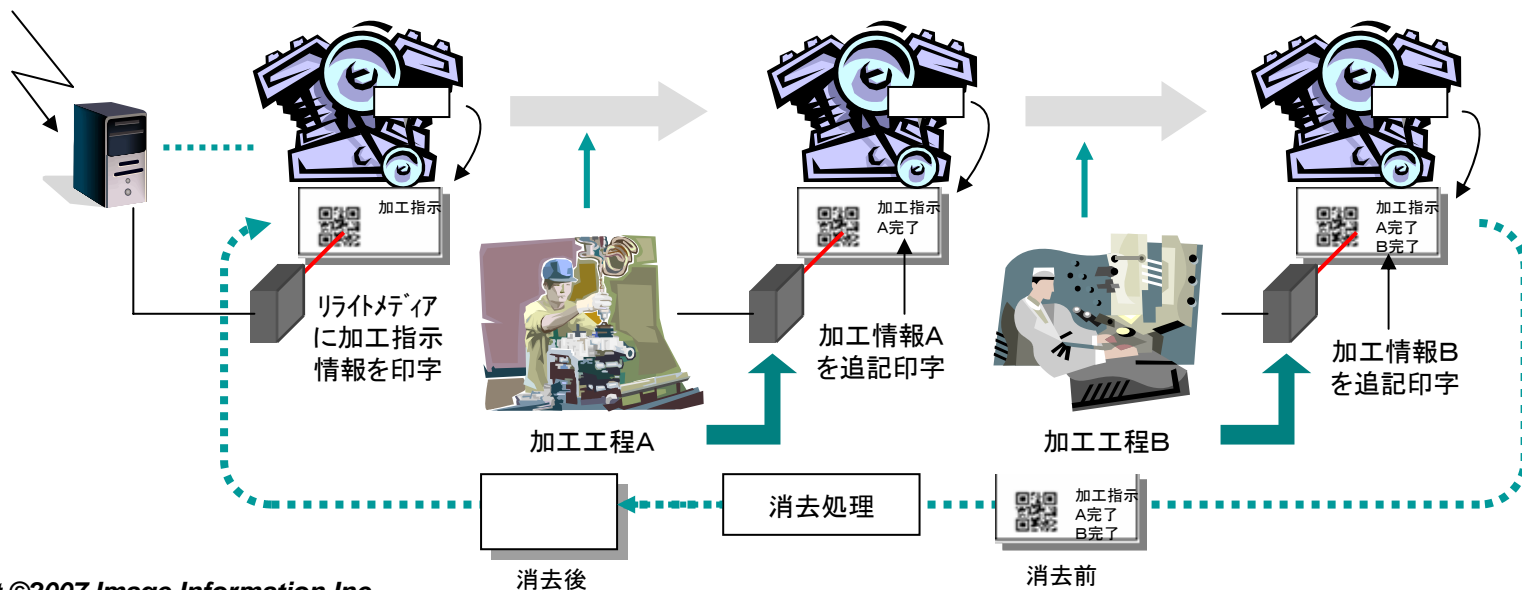 加工指示
加工指示
A完了
加工指示
A完了
B完了
リライトメディア
に加工指示
情報を印字
加工情報A
を追記印字
加工情報B
を追記印字
加工工程A
加工工程B
消去処理
加工指示
A完了
B完了
消去後
消去前
©2007 Image Information Inc